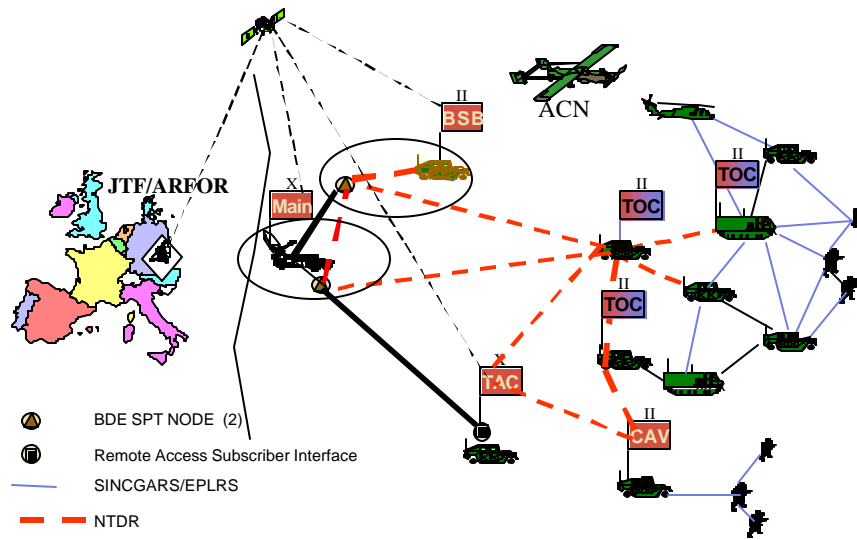 II
BSB
ACN
JTF/ARFOR
X
Main
II
TOC
II
TOC
II
TOC
X
TAC
II
CAV
BDE SPT NODE (2)
Remote Access Subscriber Interface
SINCGARS/EPLRS
NTDR